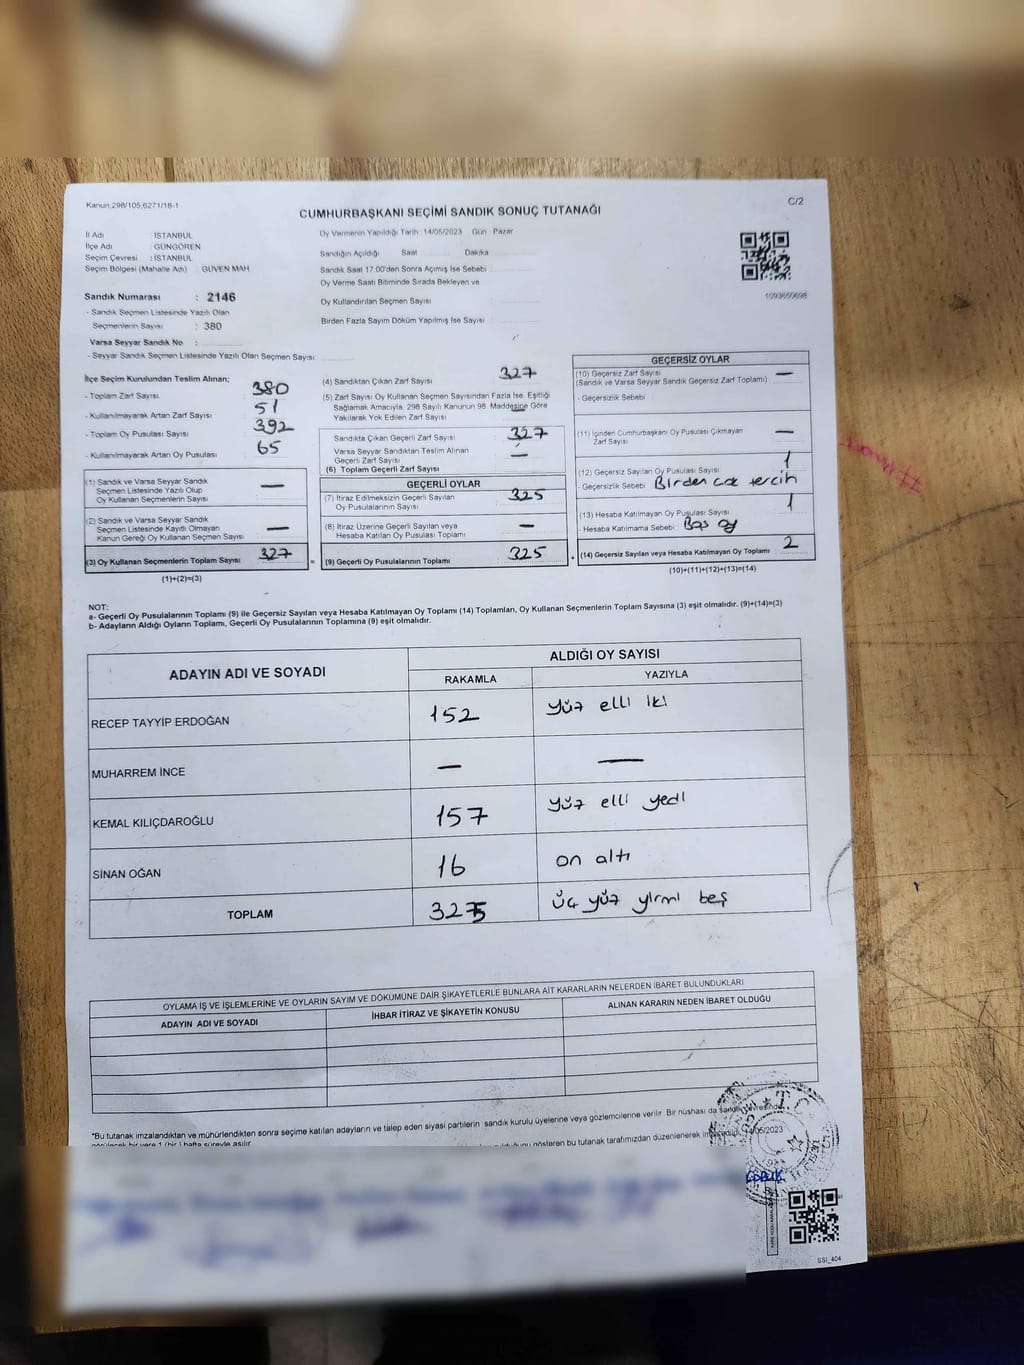 Kanun:298/105,6271/18-1
C/2
CUMHURBAŞKANI SEÇİMİ SANDIK SONUÇ TUTANAĞI
İl Adı : İSTANBUL
İlçe Adı : GÜNGÖREN
Seçim Çevresi : İSTANBUL
Seçim Bölgesi (Mahalle Adı) : GÜVEN MAH
Sandık Numarası : 2146
- Sandık Seçmen Listesinde Yazılı Olan
Seçmenlerin Sayısı : 380
Varsa Seyyar Sandık No :
- Seyyar Sandık Seçmen Listesinde Yazılı Olan Seçmen Sayısı :
Oy Vermenin Yapıldığı Tarih :14/05/2023 Gün : Pazar
Sandığın Açıldığı Saat : Dakika :
Sandık Saat 17.00'den Sonra Açılmış İse Sebebi :
Oy Verme Saati Bitiminde Sırada Bekleyen ve
Oy Kullandırılan Seçmen Sayısı :
Birden Fazla Sayım Döküm Yapılmış İse Sayısı :
1093650698
İlçe Seçim Kurulundan Teslim Alınan;
- Toplam Zarf Sayısı : 380
- Kullanılmayarak Artan Zarf Sayısı : 51
- Toplam Oy Pusulası Sayısı : 392
- Kullanılmayarak Artan Oy Pusulası : 65
(1) Sandık ve Varsa Seyyar Sandık
Seçmen Listesinde Yazılı Olup
Oy Kullanan Seçmenlerin Sayısı —
(2) Sandık ve Varsa Seyyar Sandık
Seçmen Listesinde Kayıtlı Olmayan
Kanun Gereği Oy Kullanan Seçmen Sayısı —
(3) Oy Kullanan Seçmenlerin Toplam Sayısı 327
(1)+(2)=(3)
(4) Sandıktan Çıkan Zarf Sayısı : 327
(5) Zarf Sayısı Oy Kullanan Seçmen Sayısından Fazla İse, Eşitliği
Sağlamak Amacıyla; 298 Sayılı Kanunun 98. Maddesine Göre
Yakılarak Yok Edilen Zarf Sayısı : —
Sandıkta Çıkan Geçerli Zarf Sayısı : 327
Varsa Seyyar Sandıktan Teslim Alınan
Geçerli Zarf Sayısı : —
(6) Toplam Geçerli Zarf Sayısı
GEÇERLİ OYLAR
(7) İtiraz Edilmeksizin Geçerli Sayılan
Oy Pusulalarının Sayısı : 325
(8) İtiraz Üzerine Geçerli Sayılan veya
Hesaba Katılan Oy Pusulası Toplamı : —
= (9) Geçerli Oy Pusulalarının Toplamı : 325
GEÇERSİZ OYLAR
(10) Geçersiz Zarf Sayısı
(Sandık ve Varsa Seyyar Sandık Geçersiz Zarf Toplamı) : —
- Geçersizlik Sebebi :
(11) İçinden Cumhurbaşkanı Oy Pusulası Çıkmayan
Zarf Sayısı : —
(12) Geçersiz Sayılan Oy Pusulası Sayısı : 1
- Geçersizlik Sebebi : Birden çok tercih
(13) Hesaba Katılmayan Oy Pusulası Sayısı : 1
- Hesaba Katılmama Sebebi : Boş oy
+ (14) Geçersiz Sayılan veya Hesaba Katılmayan Oy Toplamı : 2
(10)+(11)+(12)+(13)=(14)
NOT:
a- Geçerli Oy Pusulalarının Toplamı (9) ile Geçersiz Sayılan veya Hesaba Katılmayan Oy Toplamı (14) Toplamları, Oy Kullanan Seçmenlerin Toplam Sayısına (3) eşit olmalıdır. (9)+(14)=(3)
b- Adayların Aldığı Oyların Toplamı, Geçerli Oy Pusulalarının Toplamına (9) eşit olmalıdır.
ADAYIN ADI VE SOYADI
ALDIĞI OY SAYISI
RAKAMLA YAZIYLA
RECEP TAYYİP ERDOĞAN 152 yüz elli iki
MUHARREM İNCE — —
KEMAL KILIÇDAROĞLU 157 yüz elli yedi
SİNAN OĞAN 16 on altı
TOPLAM 325 üç yüz yirmi beş
OYLAMA İŞ VE İŞLEMLERİNE VE OYLARIN SAYIM VE DÖKÜMÜNE DAİR ŞİKAYETLERLE BUNLARA AİT KARARLARIN NELERDEN İBARET BULUNDUKLARI
ADAYIN ADI VE SOYADI
İHBAR İTİRAZ VE ŞİKAYETİN KONUSU
ALINAN KARARIN NEDEN İBARET OLDUĞU
*Bu tutanak imzalandıktan ve mühürlendikten sonra seçime katılan adayların ve talep eden siyasi partilerin sandık kurulu üyelerine veya gözlemcilerine verilir. Bir nüshası da sandık
gösteren bu tutanak tarafımızdan düzenlenerek
SSI_404